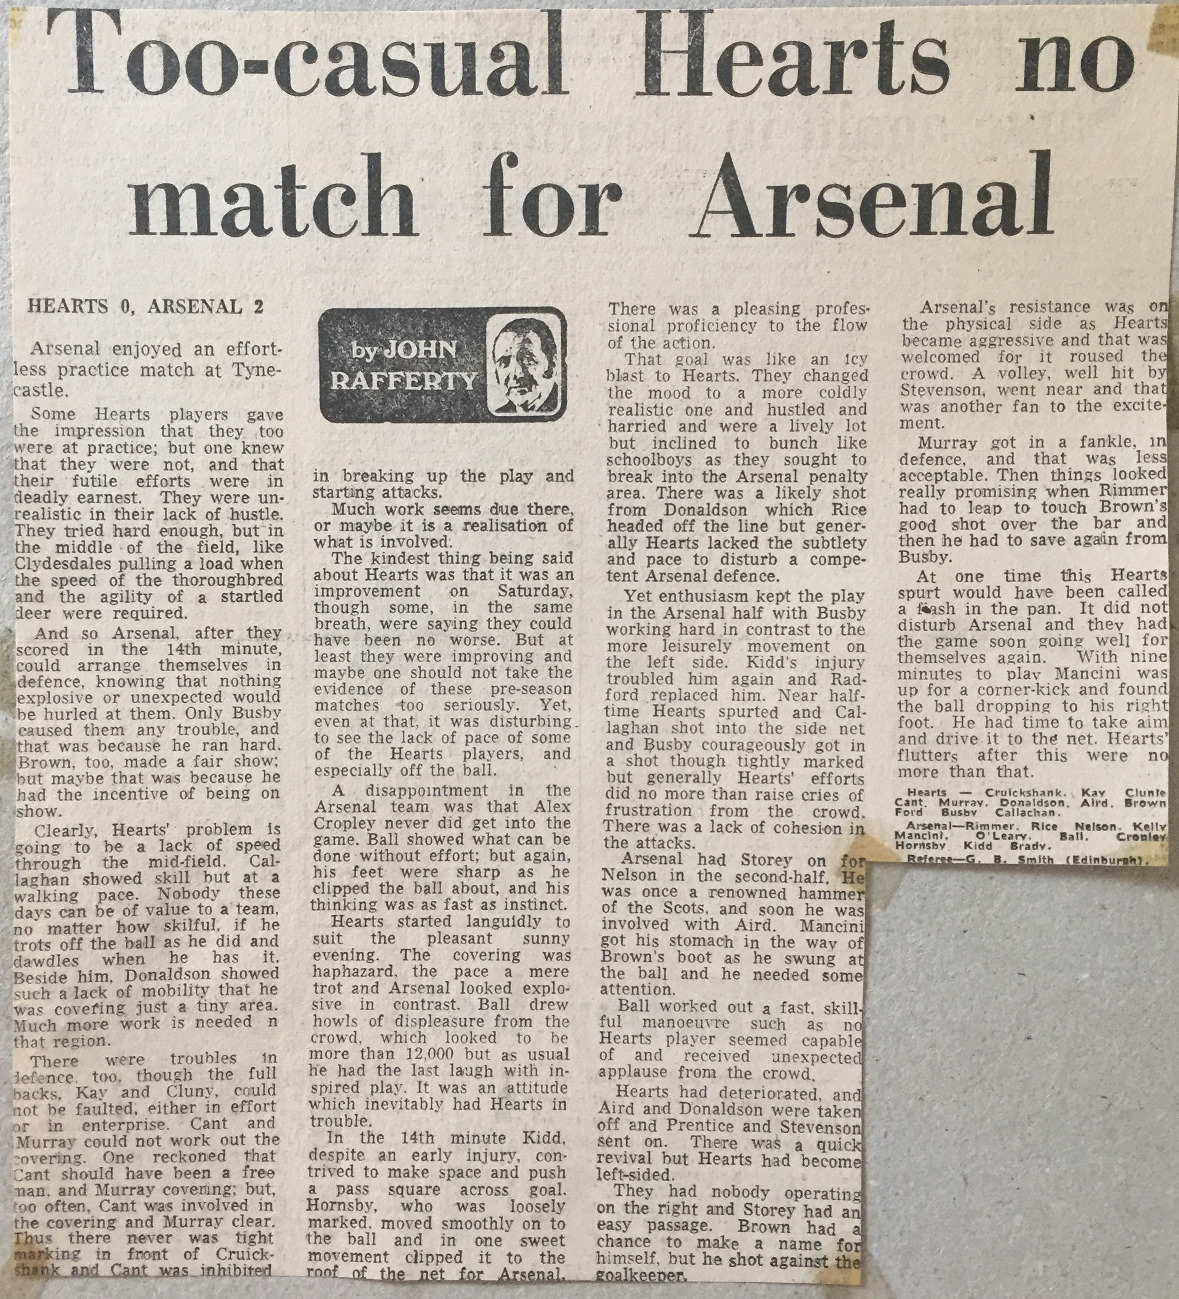 Too-casual Hearts no
match for Arsenal
HEARTS 0, ARSENAL 2
Arsenal enjoyed an effort-
less practice match at Tyne-
castle.
Some Hearts players gave
the impression that they too
were at practice; but one knew
that they were not, and that
their futile efforts were in
deadly earnest. They were un-
realistic in their lack of hustle.
They tried hard enough, but in
the middle of the field, like
Clydesdales pulling a load when
the speed of the thoroughbred
and the agility of a startled
deer were required.
And so Arsenal, after they
scored in the 14th minute,
could arrange themselves in
defence, knowing that nothing
explosive or unexpected would
be hurled at them. Only Busby
caused them any trouble, and
that was because he ran hard.
Brown, too, made a fair show;
but maybe that was because he
had the incentive of being on
show.
Clearly, Hearts' problem is
going to be a lack of speed
through the mid-field. Cal-
laghan showed skill but at a
walking pace. Nobody these
days can be of value to a team,
no matter how skilful, if he
trots off the ball as he did and
dawdles when he has it.
Beside him, Donaldson showed
such a lack of mobility that he
was covering just a tiny area.
Much more work is needed n
that region.
There were troubles in
defence, too, though the full
backs, Kay and Cluny, could
not be faulted, either in effort
or in enterprise. Cant and
Murray could not work out the
covering. One reckoned that
Cant should have been a free
man, and Murray covering; but,
too often, Cant was involved in
the covering and Murray clear.
Thus there never was tight
marking in front of Cruick-
shank and Cant was inhibited
by JOHN
RAFFERTY
in breaking up the play and
starting attacks.
Much work seems due there,
or maybe it is a realisation of
what is involved.
The kindest thing being said
about Hearts was that it was an
improvement on Saturday,
though some, in the same
breath, were saying they could
have been no worse. But at
least they were improving and
maybe one should not take the
evidence of these pre-season
matches too seriously. Yet,
even at that, it was disturbing
to see the lack of pace of some
of the Hearts players, and
especially off the ball.
A disappointment in the
Arsenal team was that Alex
Cropley never did get into the
game. Ball showed what can be
done without effort; but again,
his feet were sharp as he
clipped the ball about, and his
thinking was as fast as instinct.
Hearts started languidly to
suit the pleasant sunny
evening. The covering was
haphazard, the pace a mere
trot and Arsenal looked explo-
sive in contrast. Ball drew
howls of displeasure from the
crowd, which looked to be
more than 12,000 but as usual
he had the last laugh with in-
spired play. It was an attitude
which inevitably had Hearts in
trouble.
In the 14th minute Kidd,
despite an early injury, con-
trived to make space and push
a pass square across goal.
Hornsby, who was loosely
marked, moved smoothly on to
the ball and in one sweet
movement clipped it to the
roof of the net for Arsenal.
There was a pleasing profes-
sional proficiency to the flow
of the action.
That goal was like an icy
blast to Hearts. They changed
the mood to a more coldly
realistic one and hustled and
harried and were a lively lot
but inclined to bunch like
schoolboys as they sought to
break into the Arsenal penalty
area. There was a likely shot
from Donaldson which Rice
headed off the line but gener-
ally Hearts lacked the subtlety
and pace to disturb a compe-
tent Arsenal defence.
Yet enthusiasm kept the play
in the Arsenal half with Busby
working hard in contrast to the
more leisurely movement on
the left side. Kidd's injury
troubled him again and Rad-
ford replaced him. Near half-
time Hearts spurted and Cal-
laghan shot into the side net
and Busby courageously got in
a shot though tightly marked
but generally Hearts' efforts
did no more than raise cries of
frustration from the crowd.
There was a lack of cohesion in
the attacks.
Arsenal had Storey on for
Nelson in the second-half. He
was once a renowned hammer
of the Scots, and soon he was
involved with Aird. Mancini
got his stomach in the way of
Brown's boot as he swung at
the ball and he needed some
attention.
Ball worked out a fast, skill-
ful manoeuvre such as no
Hearts player seemed capable
of and received unexpected
applause from the crowd.
Hearts had deteriorated, and
Aird and Donaldson were taken
off and Prentice and Stevenson
sent on. There was a quick
revival but Hearts had become
left-sided.
They had nobody operating
on the right and Storey had an
easy passage. Brown had a
chance to make a name for
himself, but he shot against the
goalkeeper.
Arsenal's resistance was on
the physical side as Hearts
became aggressive and that was
welcomed for it roused the
crowd. A volley, well hit by
Stevenson, went near and that
was another fan to the excite-
ment.
Murray got in a fankle, in
defence, and that was less
acceptable. Then things looked
really promising when Rimmer
had to leap to touch Brown's
good shot over the bar and
then he had to save again from
Busby.
At one time this Hearts
spurt would have been called
a flash in the pan. It did not
disturb Arsenal and they had
the game soon going well for
themselves again. With nine
minutes to play Mancini was
up for a corner-kick and found
the ball dropping to his right
foot. He had time to take aim
and drive it to the net. Hearts'
flutters after this were no
more than that.
Hearts — Cruickshank. Kay Clunie
Cant. Murray. Donaldson. Aird. Brown
Ford Busby Callachan.
Arsenal—Rimmer. Rice Nelson. Kelly
Mancini. O'Leary. Ball. Cropley
Hornsby Kidd Brady.
Referee—G. B. Smith (Edinburgh).